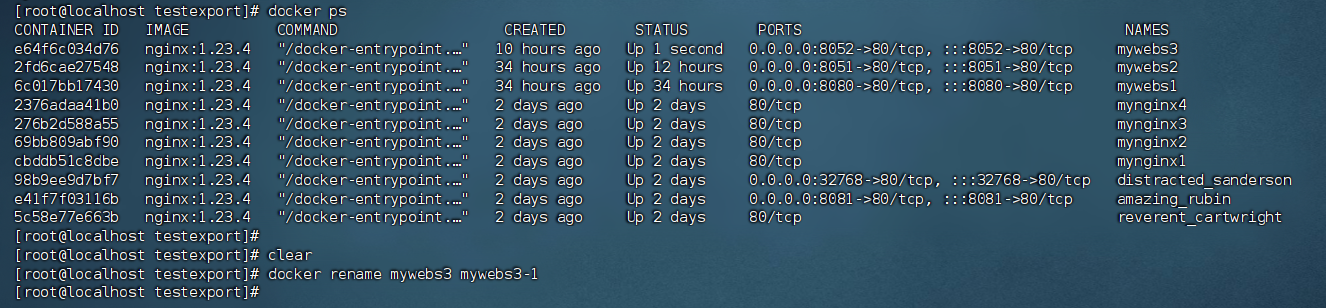 [root@localhost testexport]# docker ps
CONTAINER ID   IMAGE          COMMAND                  CREATED        STATUS         PORTS                                     NAMES
e64f6c034d76   nginx:1.23.4   "/docker-entrypoint.…"   10 hours ago   Up 1 second    0.0.0.0:8052->80/tcp, :::8052->80/tcp     mywebs3
2fd6cae27548   nginx:1.23.4   "/docker-entrypoint.…"   34 hours ago   Up 12 hours    0.0.0.0:8051->80/tcp, :::8051->80/tcp     mywebs2
6c017bb17430   nginx:1.23.4   "/docker-entrypoint.…"   34 hours ago   Up 34 hours    0.0.0.0:8080->80/tcp, :::8080->80/tcp     mywebs1
2376adaa41b0   nginx:1.23.4   "/docker-entrypoint.…"   2 days ago     Up 2 days      80/tcp                                    mynginx4
276b2d588a55   nginx:1.23.4   "/docker-entrypoint.…"   2 days ago     Up 2 days      80/tcp                                    mynginx3
69bb809abf90   nginx:1.23.4   "/docker-entrypoint.…"   2 days ago     Up 2 days      80/tcp                                    mynginx2
cbddb51c8dbe   nginx:1.23.4   "/docker-entrypoint.…"   2 days ago     Up 2 days      80/tcp                                    mynginx1
98b9ee9d7bf7   nginx:1.23.4   "/docker-entrypoint.…"   2 days ago     Up 2 days      0.0.0.0:32768->80/tcp, :::32768->80/tcp   distracted_sanderson
e41f7f03116b   nginx:1.23.4   "/docker-entrypoint.…"   2 days ago     Up 2 days      0.0.0.0:8081->80/tcp, :::8081->80/tcp     amazing_rubin
5c58e77e663b   nginx:1.23.4   "/docker-entrypoint.…"   2 days ago     Up 2 days      80/tcp                                    reverent_cartwright
[root@localhost testexport]#
[root@localhost testexport]# clear
[root@localhost testexport]# docker rename mywebs3 mywebs3-1
[root@localhost testexport]#